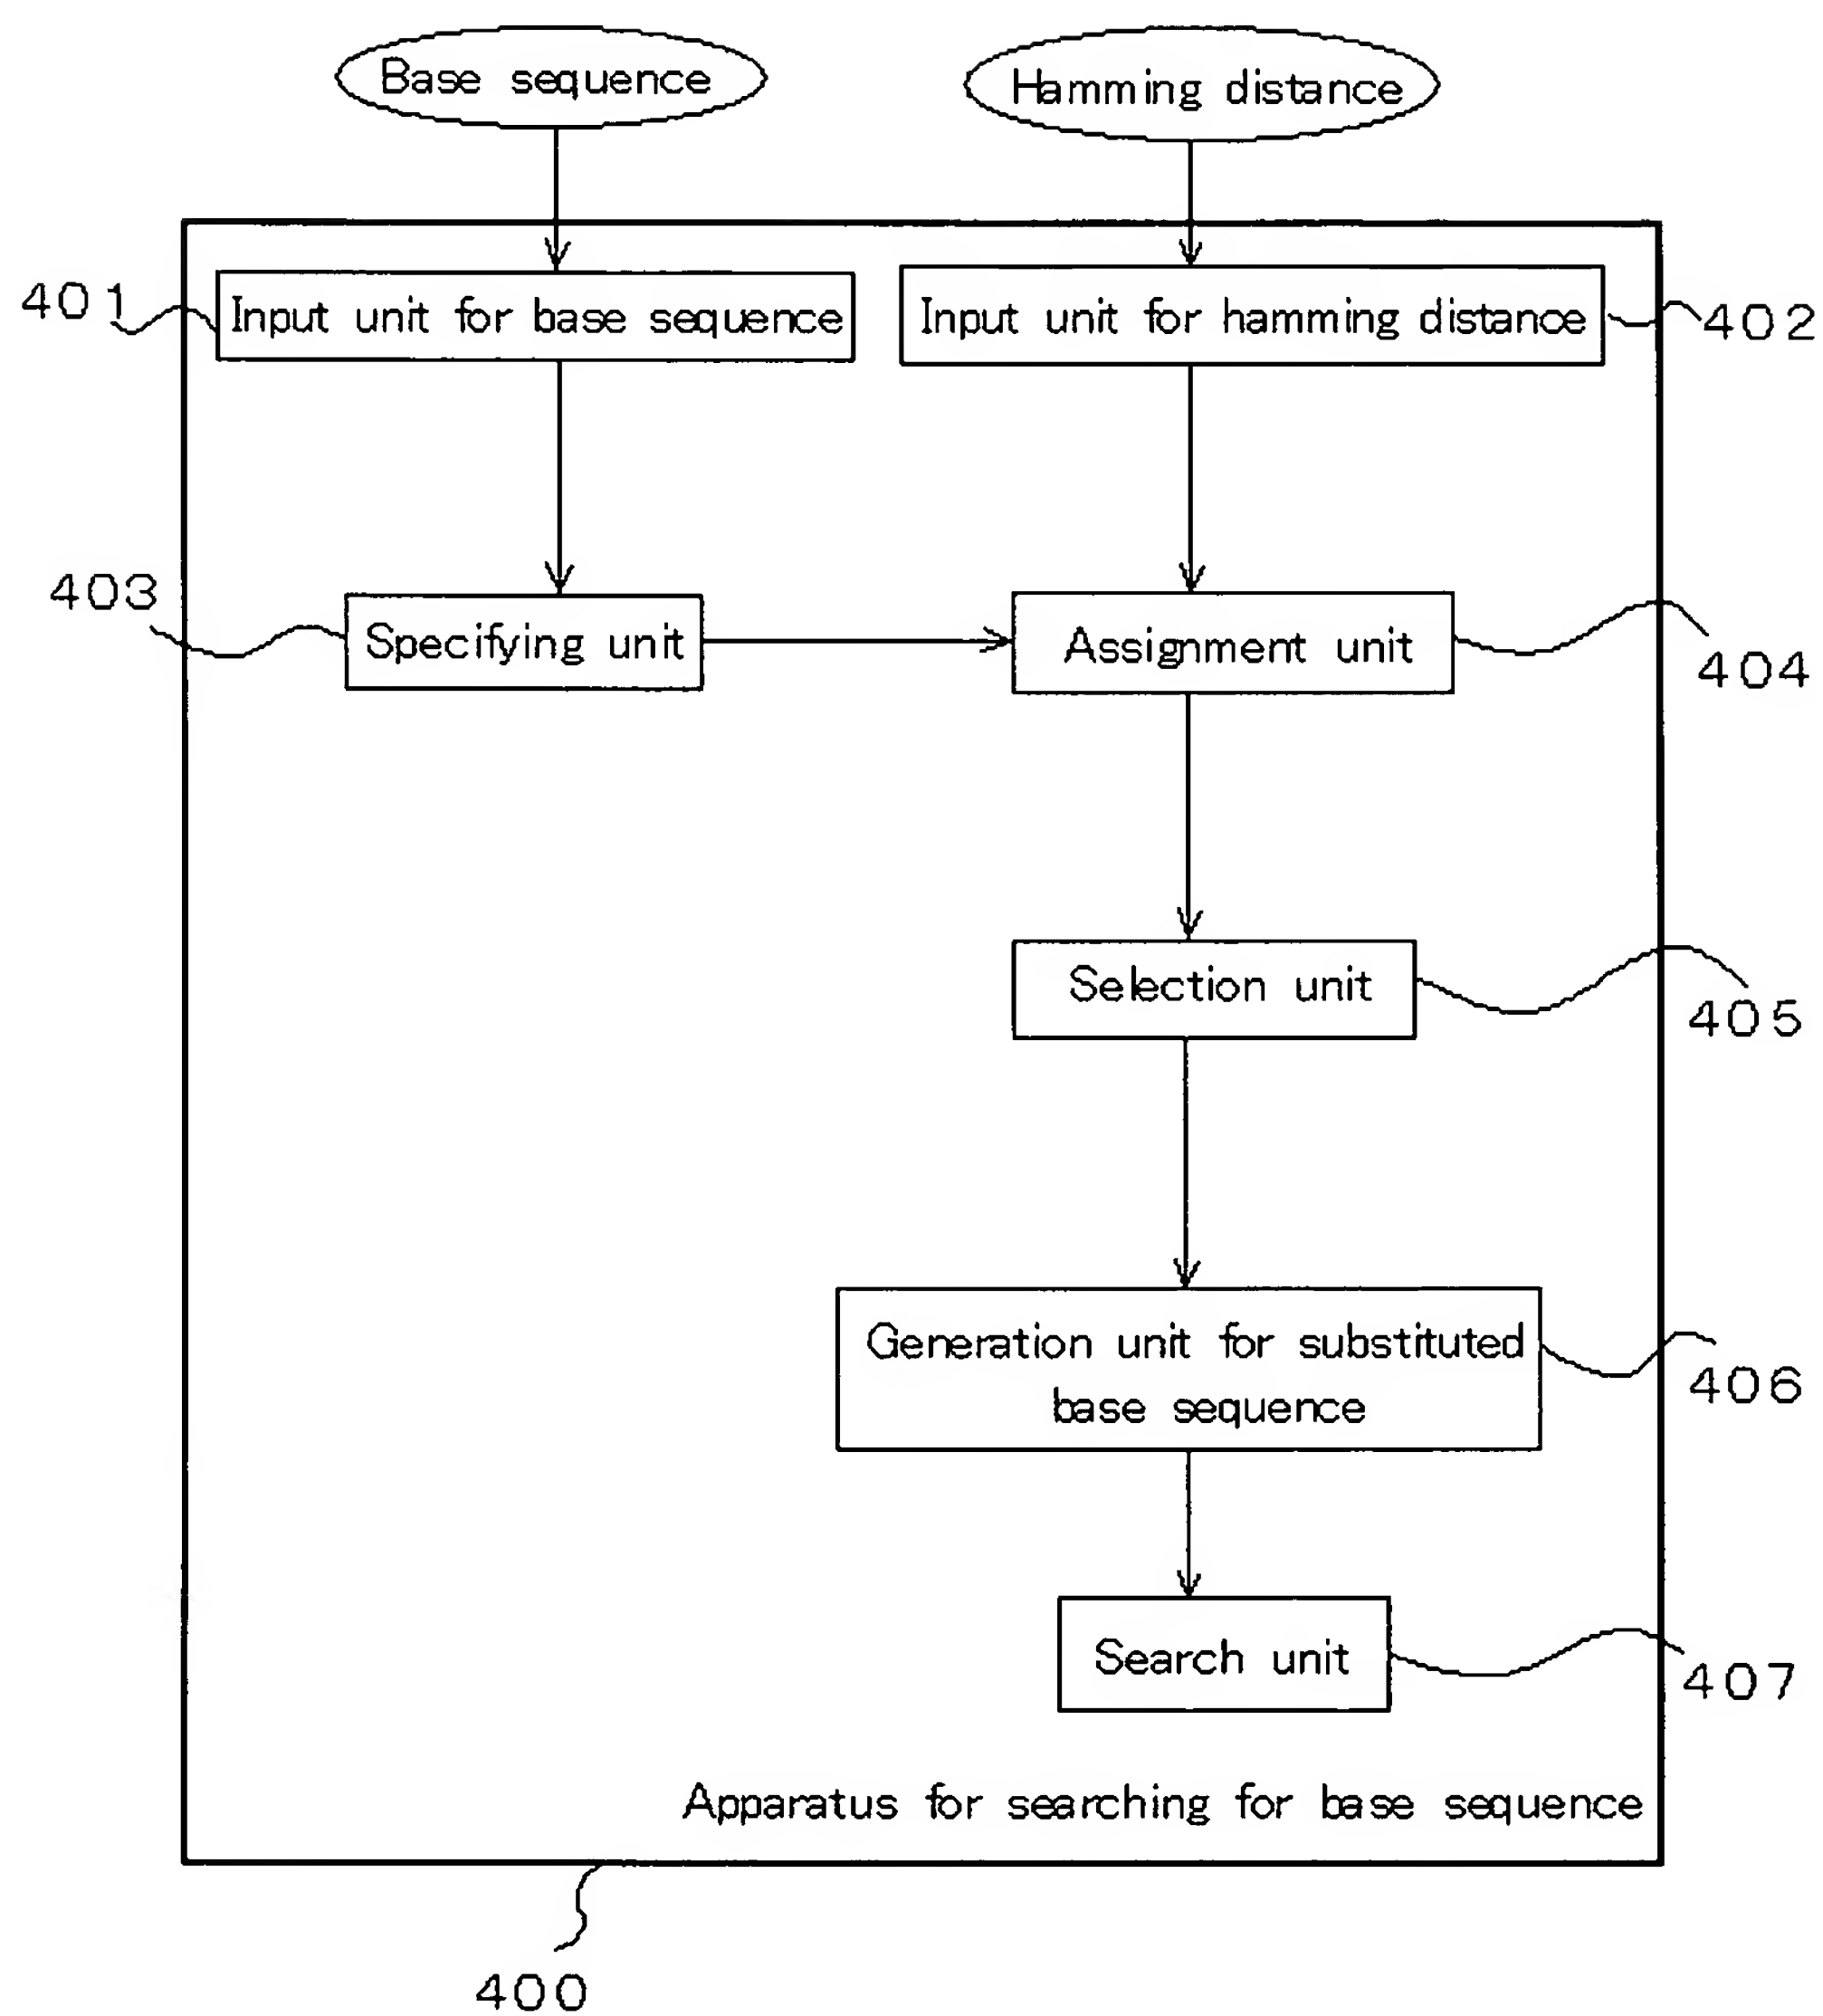 Base sequence
Hamming distance
401
Input unit for base sequence
Input unit for hamming distance
402
403
Specifying unit
Assignment unit
404
Selection unit
405
Generation unit for substituted
base sequence
406
Search unit
407
Apparatus for searching for base sequence
400